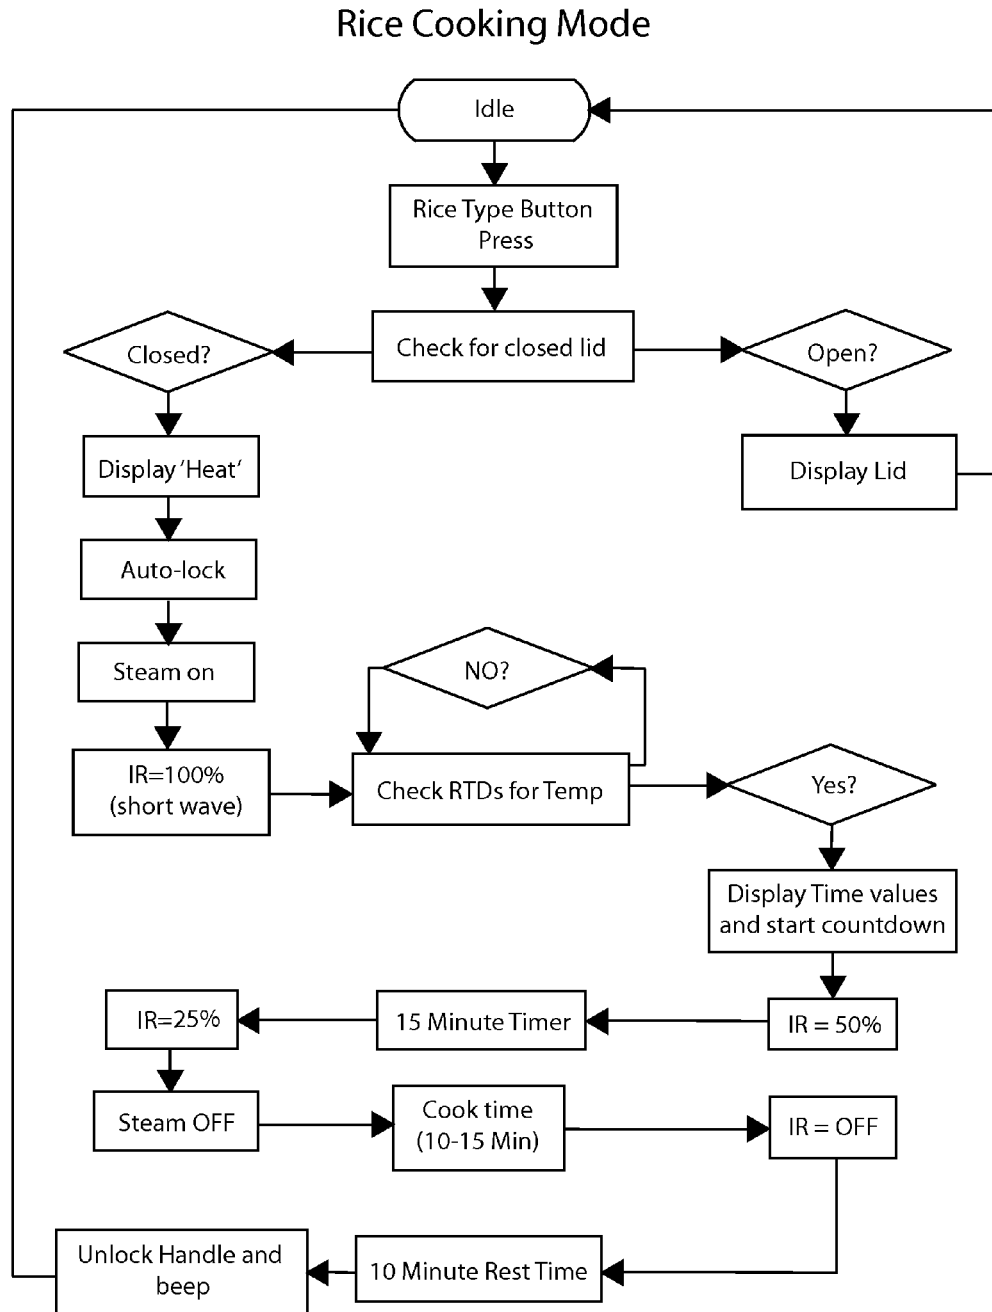 Rice Cooking Mode
Idle
Rice Type Button
Press
Check for closed lid
Closed?
Open?
Display 'Heat'
Display Lid
Auto-lock
Steam on
NO?
IR=100%
(short wave)
Check RTDs for Temp
Yes?
Display Time values
and start countdown
IR = 50%
15 Minute Timer
IR=25%
Steam OFF
Cook time
(10-15 Min)
IR = OFF
10 Minute Rest Time
Unlock Handle and
beep